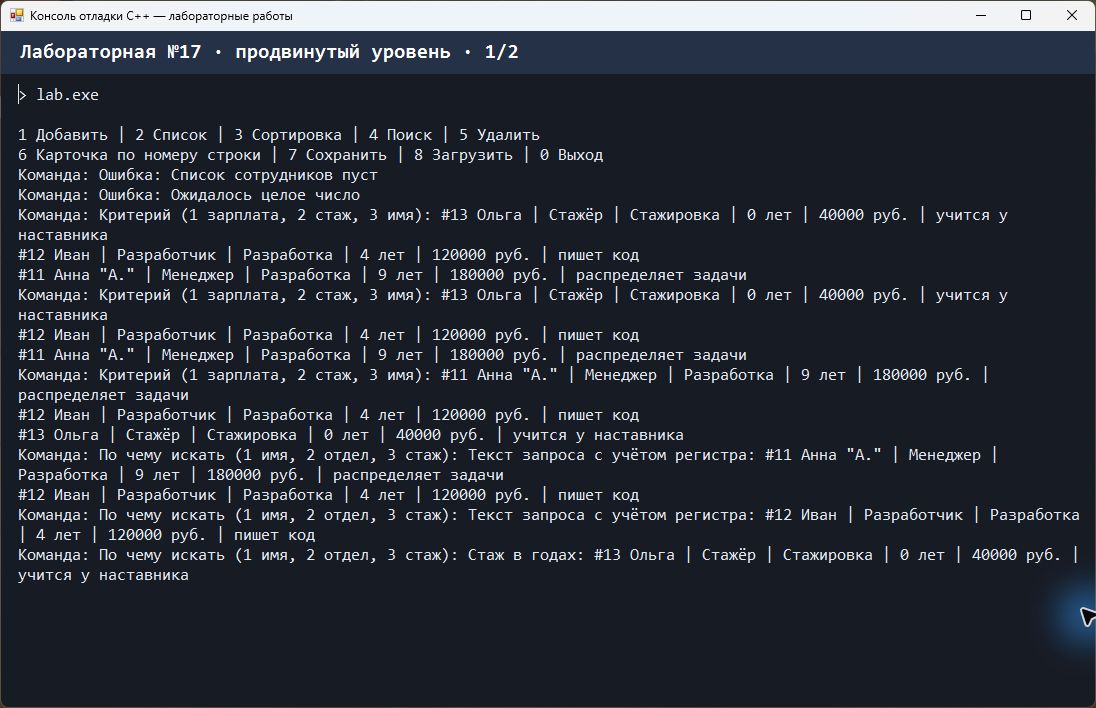 Консоль отладки C++ — лабораторные работы
Лабораторная №17 · продвинутый уровень · 1/2
> lab.exe
1 Добавить | 2 Список | 3 Сортировка | 4 Поиск | 5 Удалить
6 Карточка по номеру строки | 7 Сохранить | 8 Загрузить | 0 Выход
Команда: Ошибка: Список сотрудников пуст
Команда: Ошибка: Ожидалось целое число
Команда: Критерий (1 зарплата, 2 стаж, 3 имя): #13 Ольга | Стажёр | Стажировка | 0 лет | 40000 руб. | учится у
наставника
#12 Иван | Разработчик | Разработка | 4 лет | 120000 руб. | пишет код
#11 Анна "А." | Менеджер | Разработка | 9 лет | 180000 руб. | распределяет задачи
Команда: Критерий (1 зарплата, 2 стаж, 3 имя): #13 Ольга | Стажёр | Стажировка | 0 лет | 40000 руб. | учится у
наставника
#12 Иван | Разработчик | Разработка | 4 лет | 120000 руб. | пишет код
#11 Анна "А." | Менеджер | Разработка | 9 лет | 180000 руб. | распределяет задачи
Команда: Критерий (1 зарплата, 2 стаж, 3 имя): #11 Анна "А." | Менеджер | Разработка | 9 лет | 180000 руб. |
распределяет задачи
#12 Иван | Разработчик | Разработка | 4 лет | 120000 руб. | пишет код
#13 Ольга | Стажёр | Стажировка | 0 лет | 40000 руб. | учится у наставника
Команда: По чему искать (1 имя, 2 отдел, 3 стаж): Текст запроса с учётом регистра: #11 Анна "А." | Менеджер |
Разработка | 9 лет | 180000 руб. | распределяет задачи
#12 Иван | Разработчик | Разработка | 4 лет | 120000 руб. | пишет код
Команда: По чему искать (1 имя, 2 отдел, 3 стаж): Текст запроса с учётом регистра: #12 Иван | Разработчик | Разработка
| 4 лет | 120000 руб. | пишет код
Команда: По чему искать (1 имя, 2 отдел, 3 стаж): Стаж в годах: #13 Ольга | Стажёр | Стажировка | 0 лет | 40000 руб. |
учится у наставника